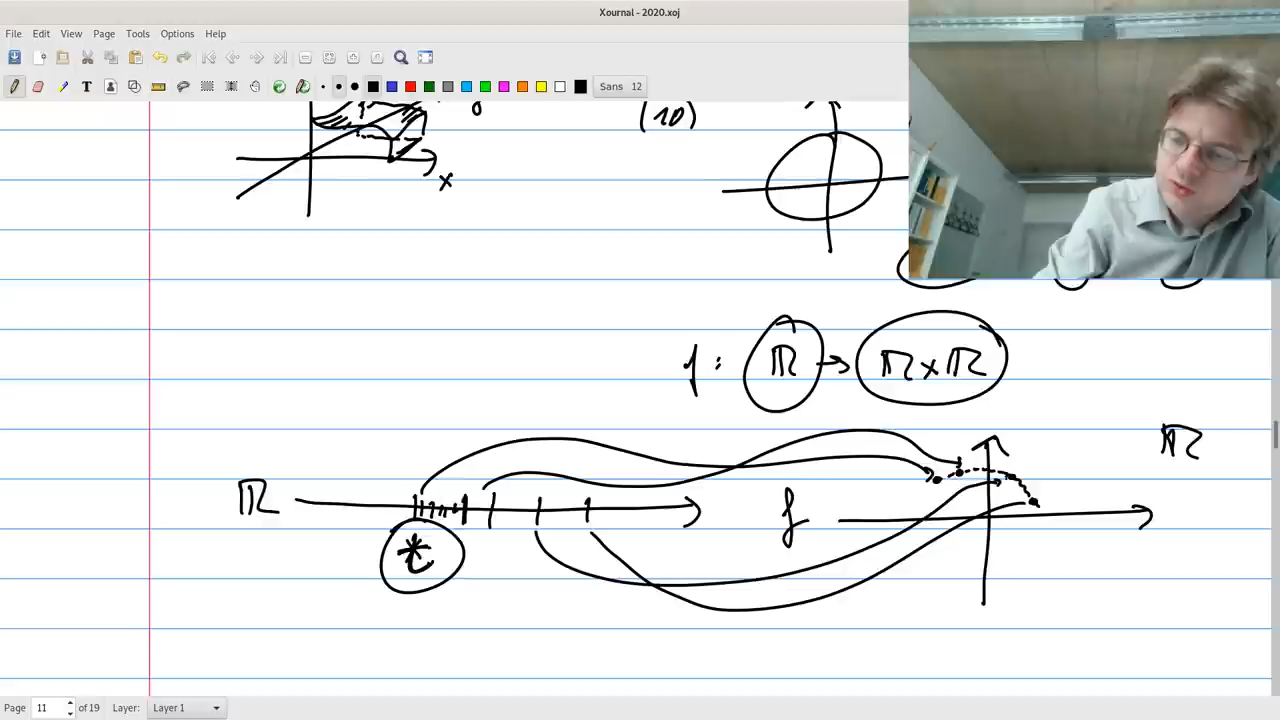 Xournal - 2020.xoj
File Edit View Page Tools Options Help
Sans 12
(10)
x
f : ℝ → ℝ×ℝ
ℝ
ℝ
f
t
Page 11 of 19 Layer: Layer 1